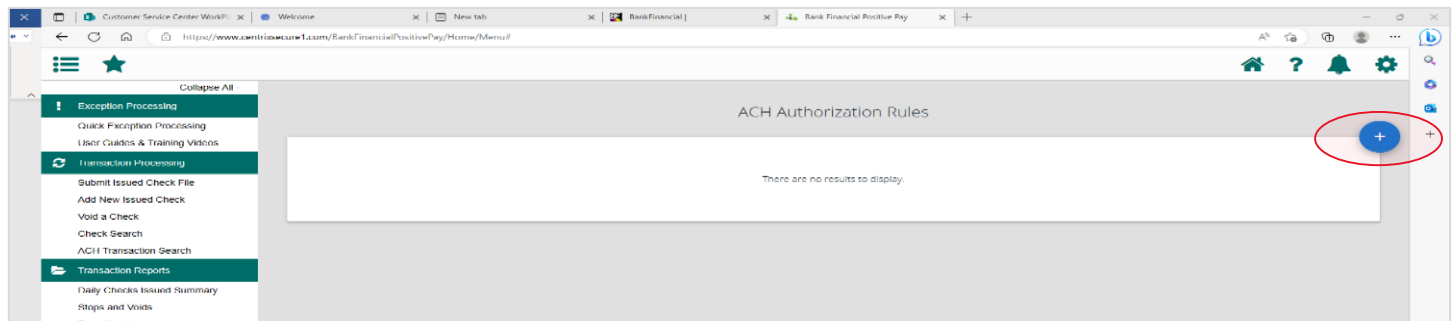 Customer Service Center WorkPl
Welcome
New tab
BankFinancial |
Bank Financial Positive Pay
https://www.centrixsecure1.com/BankFinancialPositivePay/Home/Menu#
Collapse All -
Exception Processing
Quick Exception Processing
User Guides & Training Videos
Transaction Processing
Submit Issued Check File
Add New Issued Check
Void a Check
Check Search
ACH Transaction Search
Transaction Reports
Daily Checks Issued Summary
Stops and Voids
ACH Authorization Rules
There are no results to display.